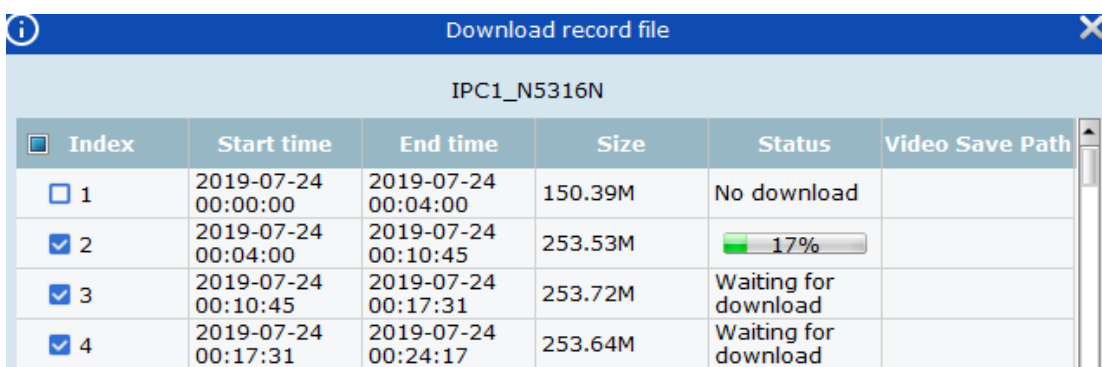 Download record file
IPC1_N5316N
Index Start time End time Size Status Video Save Path
1 2019-07-24 00:00:00 2019-07-24 00:04:00 150.39M No download
2 2019-07-24 00:04:00 2019-07-24 00:10:45 253.53M 17%
3 2019-07-24 00:10:45 2019-07-24 00:17:31 253.72M Waiting for download
4 2019-07-24 00:17:31 2019-07-24 00:24:17 253.64M Waiting for download